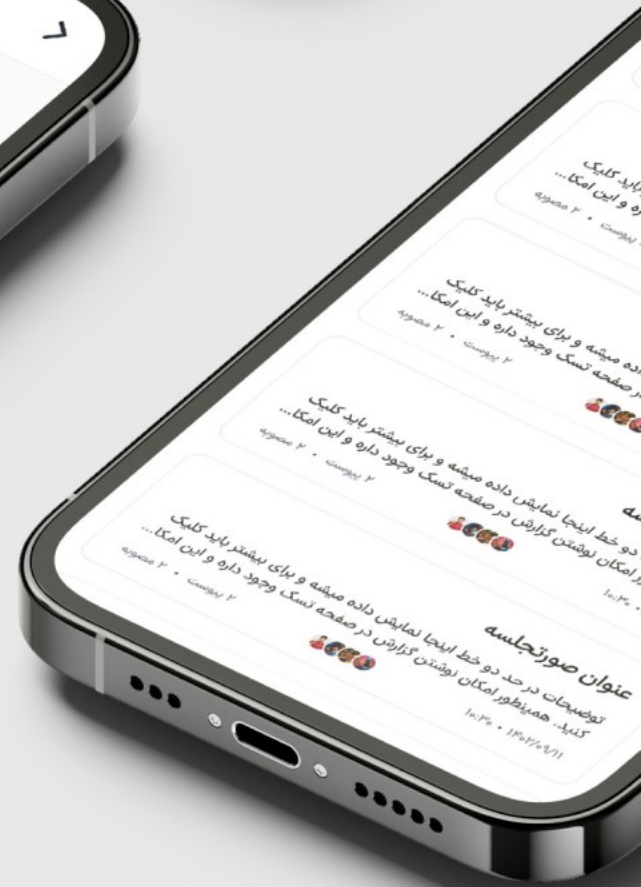 باید کلیک
و این امکا...
پیوست • ۲ مصوبه
میشه و برای بیشتر باید کلیک
صفحه تسک وجود داره و این امکا...
۲ پیوست • ۲ مصوبه
دو خط اینجا نمایش داده میشه و برای بیشتر باید کلیک
امکان نوشتن گزارش در صفحه تسک وجود داره و این امکا...
۱۰:۳۰ ۲ پیوست • ۲ مصوبه
عنوان صورتجلسه
توضیحات در حد دو خط اینجا نمایش داده میشه و برای بیشتر باید کلیک
کنید. همینطور امکان نوشتن گزارش در صفحه تسک وجود داره و این امکا...
۱۴۰۲/۰۹/۱۱ • ۱۰:۳۰ ۲ پیوست • ۲ مصوبه